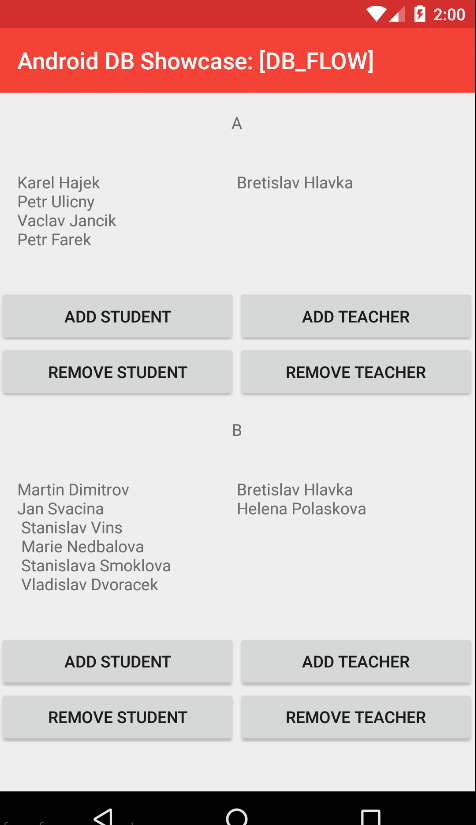 2:00
Android DB Showcase: [DB_FLOW]
A
Karel Hajek
Petr Ulicny
Vaclav Jancik
Petr Farek
Bretislav Hlavka
ADD STUDENT
ADD TEACHER
REMOVE STUDENT
REMOVE TEACHER
B
Martin Dimitrov
Jan Svacina
Stanislav Vins
Marie Nedbalova
Stanislava Smoklova
Vladislav Dvoracek
Bretislav Hlavka
Helena Polaskova
ADD STUDENT
ADD TEACHER
REMOVE STUDENT
REMOVE TEACHER